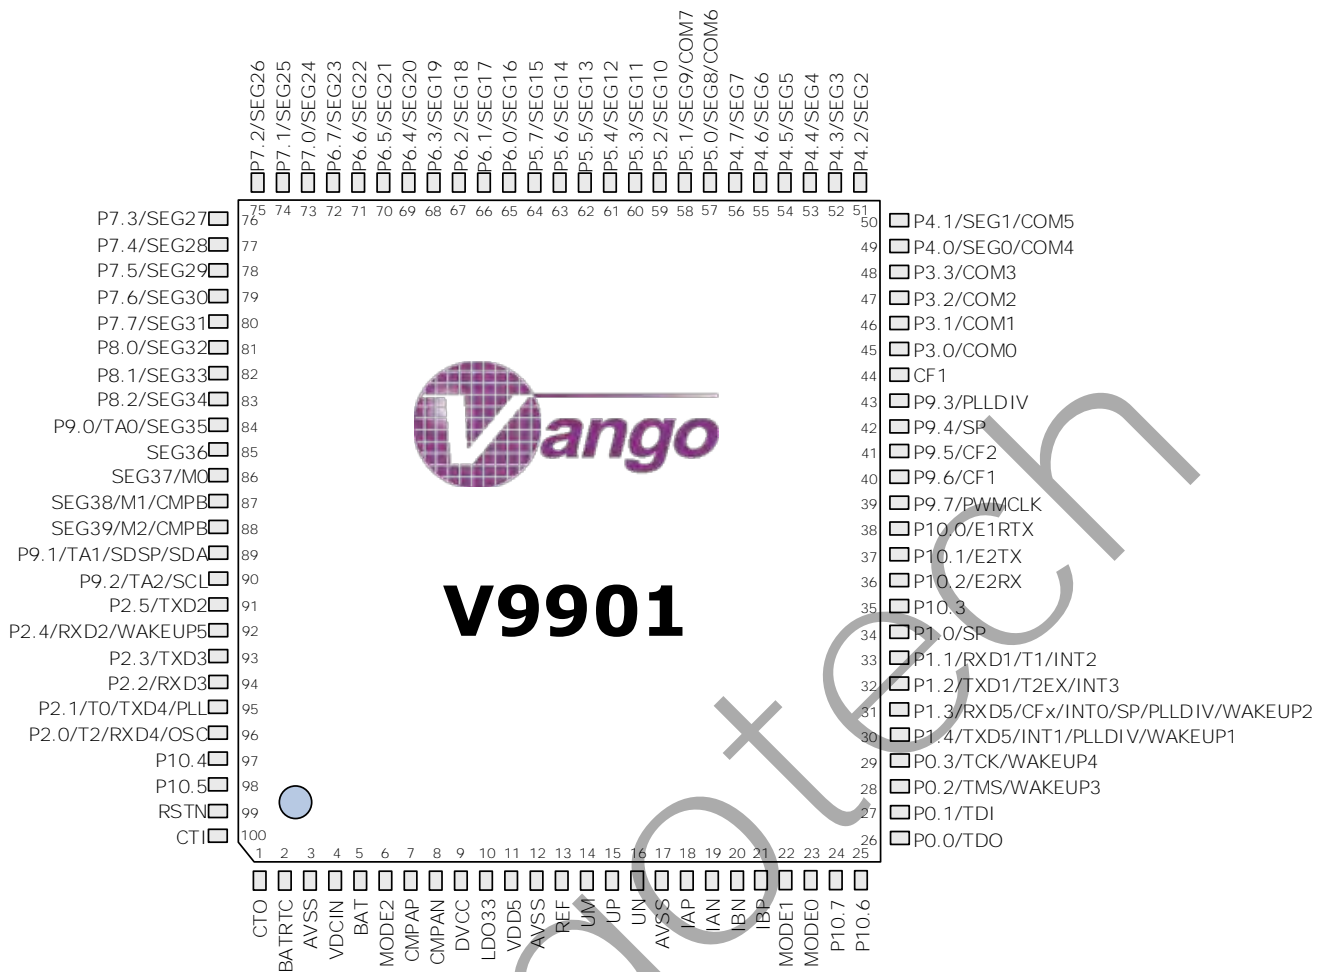 P7.2/SEG26
P7.1/SEG25
P7.0/SEG24
P6.7/SEG23
P6.6/SEG22
P6.5/SEG21
P6.4/SEG20
P6.3/SEG19
P6.2/SEG18
P6.1/SEG17
P6.0/SEG16
P5.7/SEG15
P5.6/SEG14
P5.5/SEG13
P5.4/SEG12
P5.3/SEG11
P5.2/SEG10
P5.1/SEG9/COM7
P5.0/SEG8/COM6
P4.7/SEG7
P4.6/SEG6
P4.5/SEG5
P4.4/SEG4
P4.3/SEG3
P4.2/SEG2
75 74 73 72 71 70 69 68 67 66 65 64 63 62 61 60 59 58 57 56 55 54 53 52 51
P7.3/SEG27 76
P7.4/SEG28 77
P7.5/SEG29 78
P7.6/SEG30 79
P7.7/SEG31 80
P8.0/SEG32 81
P8.1/SEG33 82
P8.2/SEG34 83
P9.0/TA0/SEG35 84
SEG36 85
SEG37/M0 86
SEG38/M1/CMPB 87
SEG39/M2/CMPB 88
P9.1/TA1/SDSP/SDA 89
P9.2/TA2/SCL 90
P2.5/TXD2 91
P2.4/RXD2/WAKEUP5 92
P2.3/TXD3 93
P2.2/RXD3 94
P2.1/T0/TXD4/PLL 95
P2.0/T2/RXD4/OSC 96
P10.4 97
P10.5 98
RSTN 99
CTI 100
Vango
V9901
50 P4.1/SEG1/COM5
49 P4.0/SEG0/COM4
48 P3.3/COM3
47 P3.2/COM2
46 P3.1/COM1
45 P3.0/COM0
44 CF1
43 P9.3/PLLDIV
42 P9.4/SP
41 P9.5/CF2
40 P9.6/CF1
39 P9.7/PWMCLK
38 P10.0/E1RTX
37 P10.1/E2TX
36 P10.2/E2RX
35 P10.3
34 P1.0/SP
33 P1.1/RXD1/T1/INT2
32 P1.2/TXD1/T2EX/INT3
31 P1.3/RXD5/CFx/INT0/SP/PLLDIV/WAKEUP2
30 P1.4/TXD5/INT1/PLLDIV/WAKEUP1
29 P0.3/TCK/WAKEUP4
28 P0.2/TMS/WAKEUP3
27 P0.1/TDI
26 P0.0/TDO
1 2 3 4 5 6 7 8 9 10 11 12 13 14 15 16 17 18 19 20 21 22 23 24 25
CTO
BATRTC
AVSS
VDCIN
BAT
MODE2
CMPAP
CMPAN
DVCC
LDO33
VDD5
AVSS
REF
UM
UP
UN
AVSS
IAP
IAN
IBN
IBP
MODE1
MODE0
P10.7
P10.6
gotech